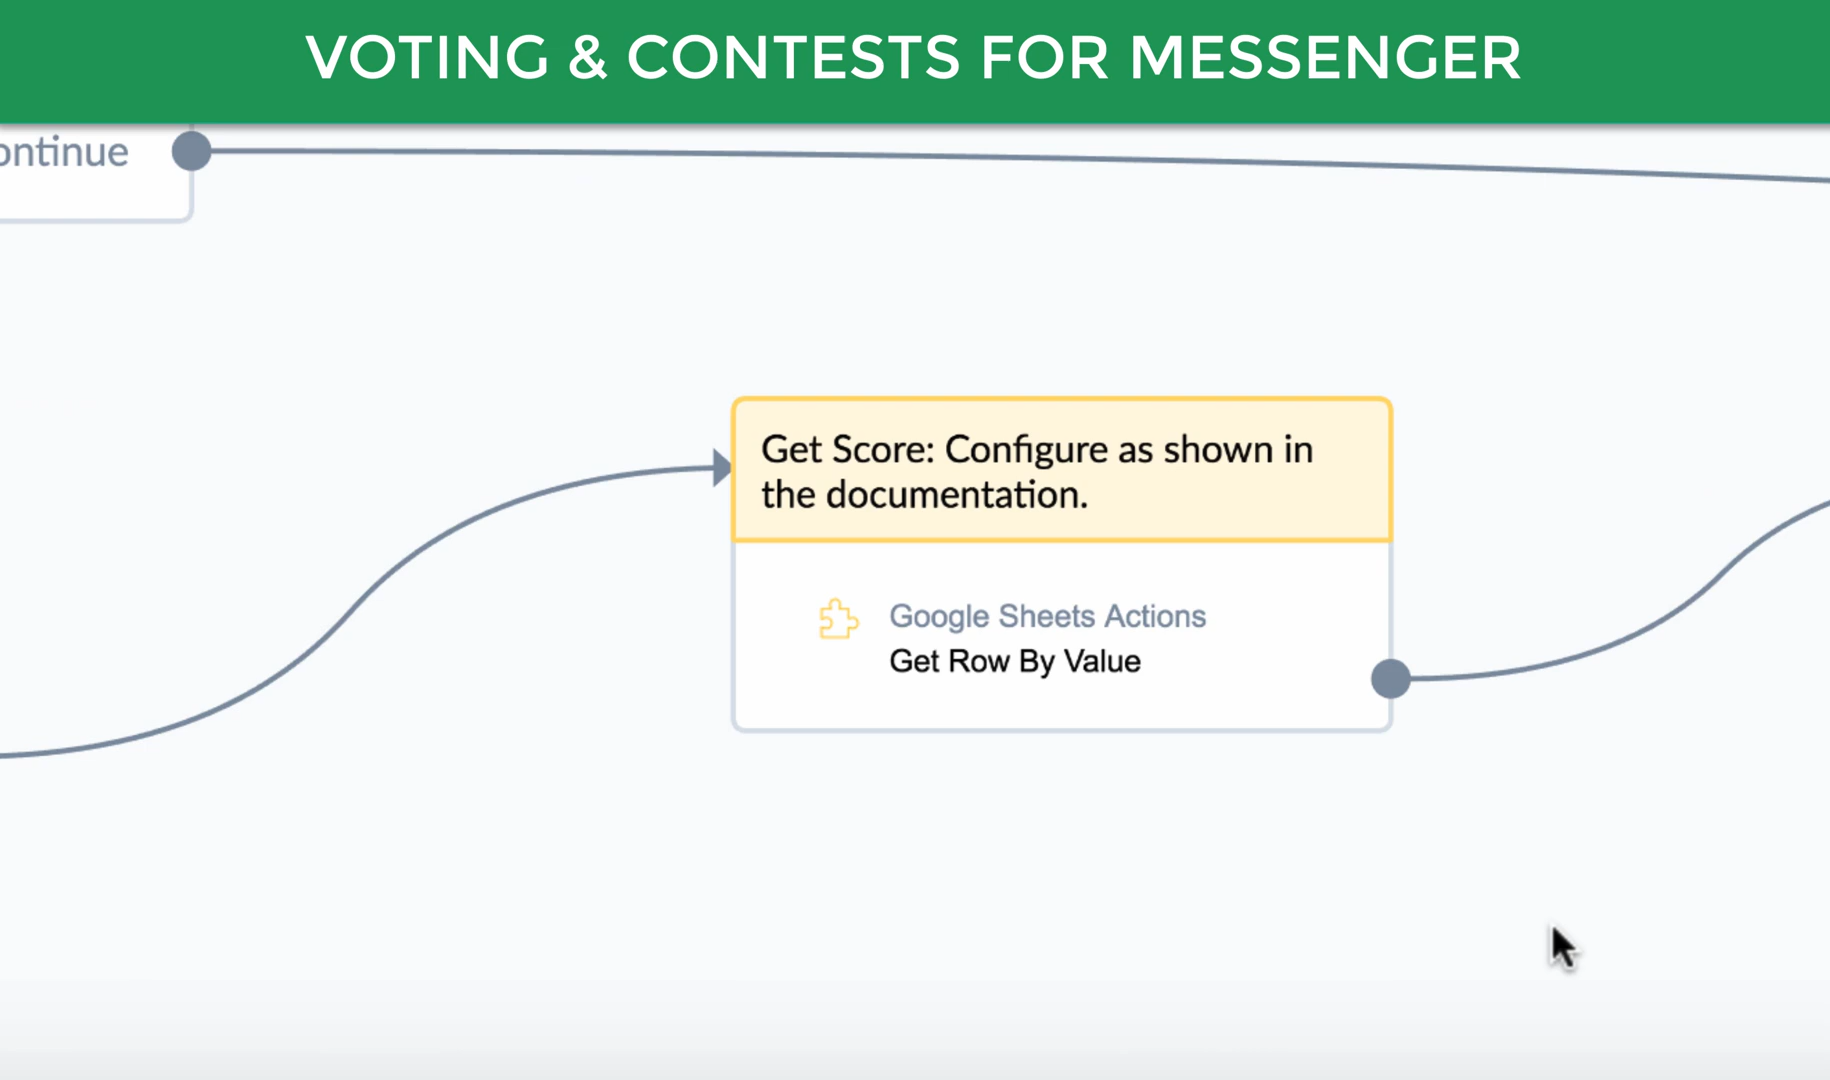 VOTING & CONTESTS FOR MESSENGER
ontinue
Get Score: Configure as shown in
the documentation.
Google Sheets Actions
Get Row By Value